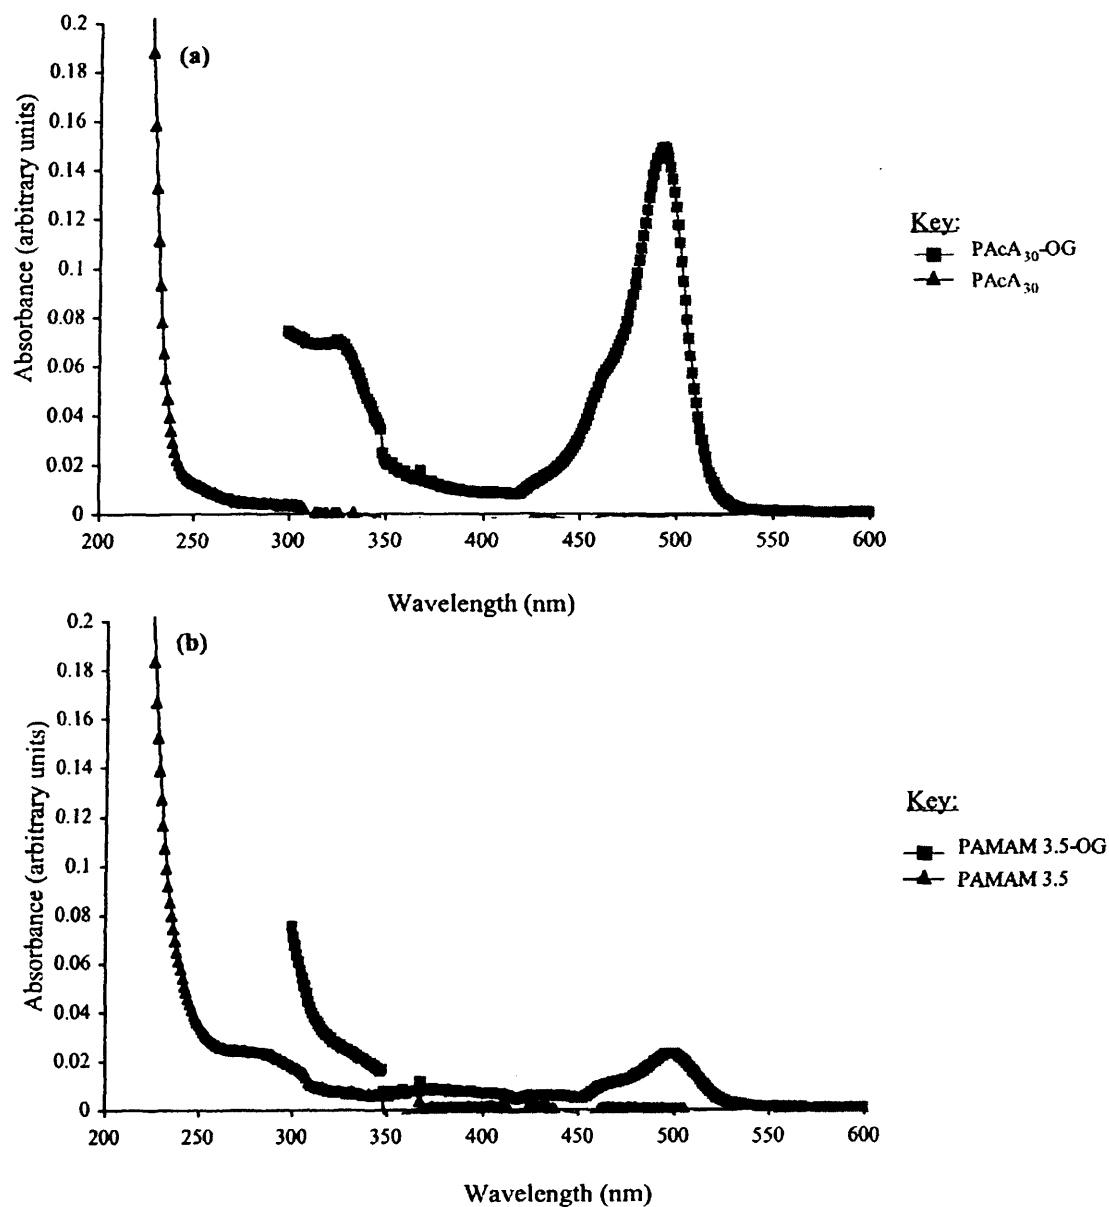 (a)
Absorbance (arbitrary units)
0.2
0.18
0.16
0.14
0.12
0.1
0.08
0.06
0.04
0.02
0
200 250 300 350 400 450 500 550 600
Wavelength (nm)
Key:
PAcA30-OG
PAcA30
(b)
Absorbance (arbitrary units)
0.2
0.18
0.16
0.14
0.12
0.1
0.08
0.06
0.04
0.02
0
200 250 300 350 400 450 500 550 600
Wavelength (nm)
Key:
PAMAM 3.5-OG
PAMAM 3.5